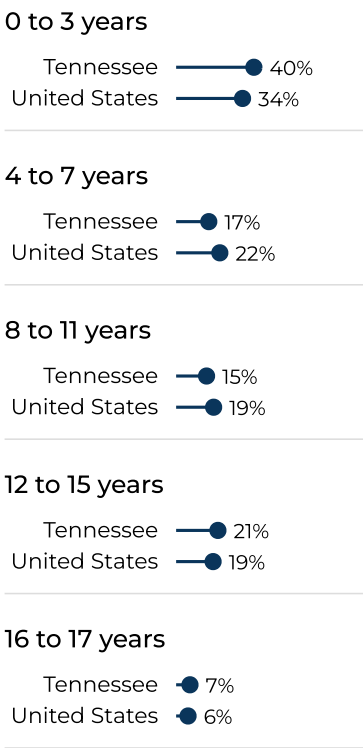 0 to 3 years
Tennessee 40%
United States 34%
4 to 7 years
Tennessee 17%
United States 22%
8 to 11 years
Tennessee 15%
United States 19%
12 to 15 years
Tennessee 21%
United States 19%
16 to 17 years
Tennessee 7%
United States 6%